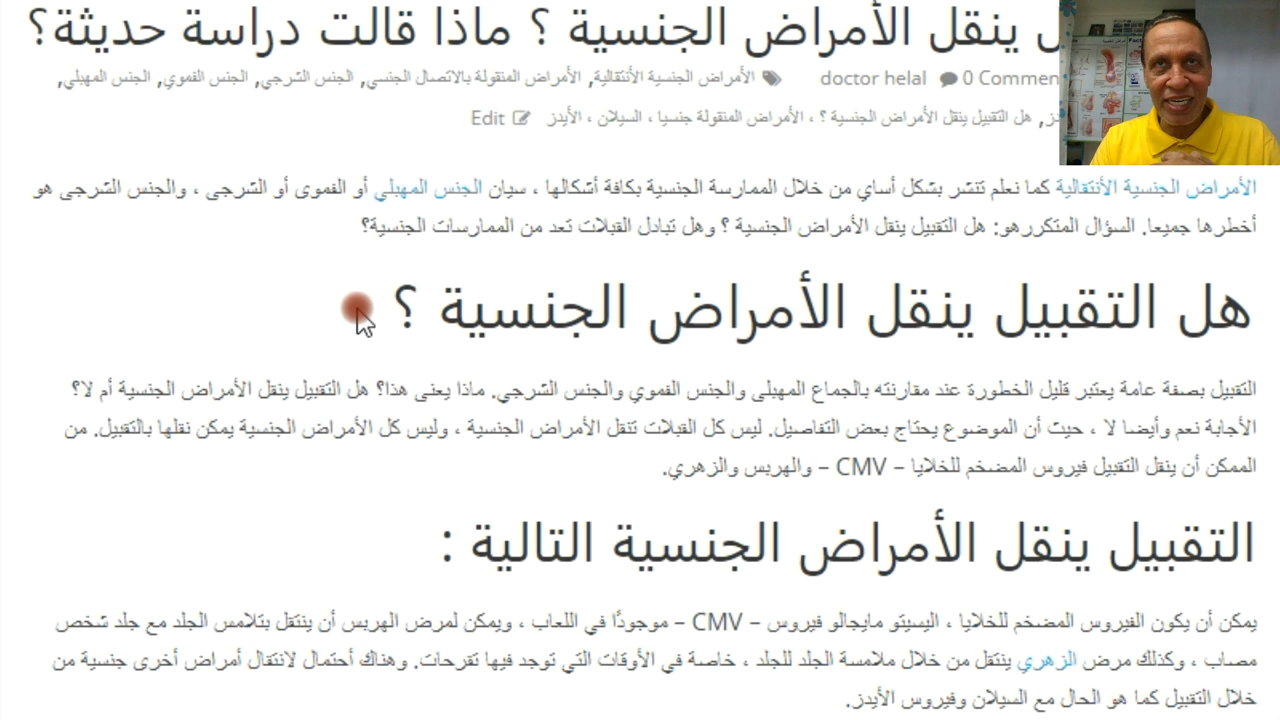 ينقل الأمراض الجنسية ؟ ماذا قالت دراسة حديثة؟
doctor helal 0 Commen الأمراض الجنسية الأنتقالية, الأمراض المنقولة بالاتصال الجنسي, الجنس الشرجي, الجنس الفموي, الجنس المهبلي,
هل التقبيل ينقل الأمراض الجنسية ؟ ، الأمراض المنقولة جنسيا ، السيلان ، الأيدز Edit
الأمراض الجنسية الأنتقالية كما نعلم تنتشر بشكل أساي من خلال الممارسة الجنسية بكافة أشكالها ، سيان الجنس المهبلي أو الفموى أو الشرجى ، والجنس الشرجى هو
أخطرها جميعا. السؤال المتكررهو: هل التقبيل ينقل الأمراض الجنسية ؟ وهل تبادل القبلات تعد من الممارسات الجنسية؟
هل التقبيل ينقل الأمراض الجنسية ؟
التقبيل بصفة عامة يعتبر قليل الخطورة عند مقارنته بالجماع المهبلى والجنس الفموي والجنس الشرجي. ماذا يعنى هذا؟ هل التقبيل ينقل الأمراض الجنسية أم لا؟
الأجابة نعم وأيضا لا ، حيث أن الموضوع يحتاج بعض التفاصيل. ليس كل القبلات تنقل الأمراض الجنسية ، وليس كل الأمراض الجنسية يمكن نقلها بالتقبيل. من
الممكن أن ينقل التقبيل فيروس المضخم للخلايا – CMV – والهربس والزهري.
التقبيل ينقل الأمراض الجنسية التالية :
يمكن أن يكون الفيروس المضخم للخلايا ، اليسيتو مايجالو فيروس – CMV – موجودًا في اللعاب ، ويمكن لمرض الهربس أن ينتقل بتلامس الجلد مع جلد شخص
مصاب ، وكذلك مرض الزهري ينتقل من خلال ملامسة الجلد للجلد ، خاصة في الأوقات التي توجد فيها تقرحات. وهناك أحتمال لانتقال أمراض أخرى جنسية من
خلال التقبيل كما هو الحال مع السيلان وفيروس الأيدز.